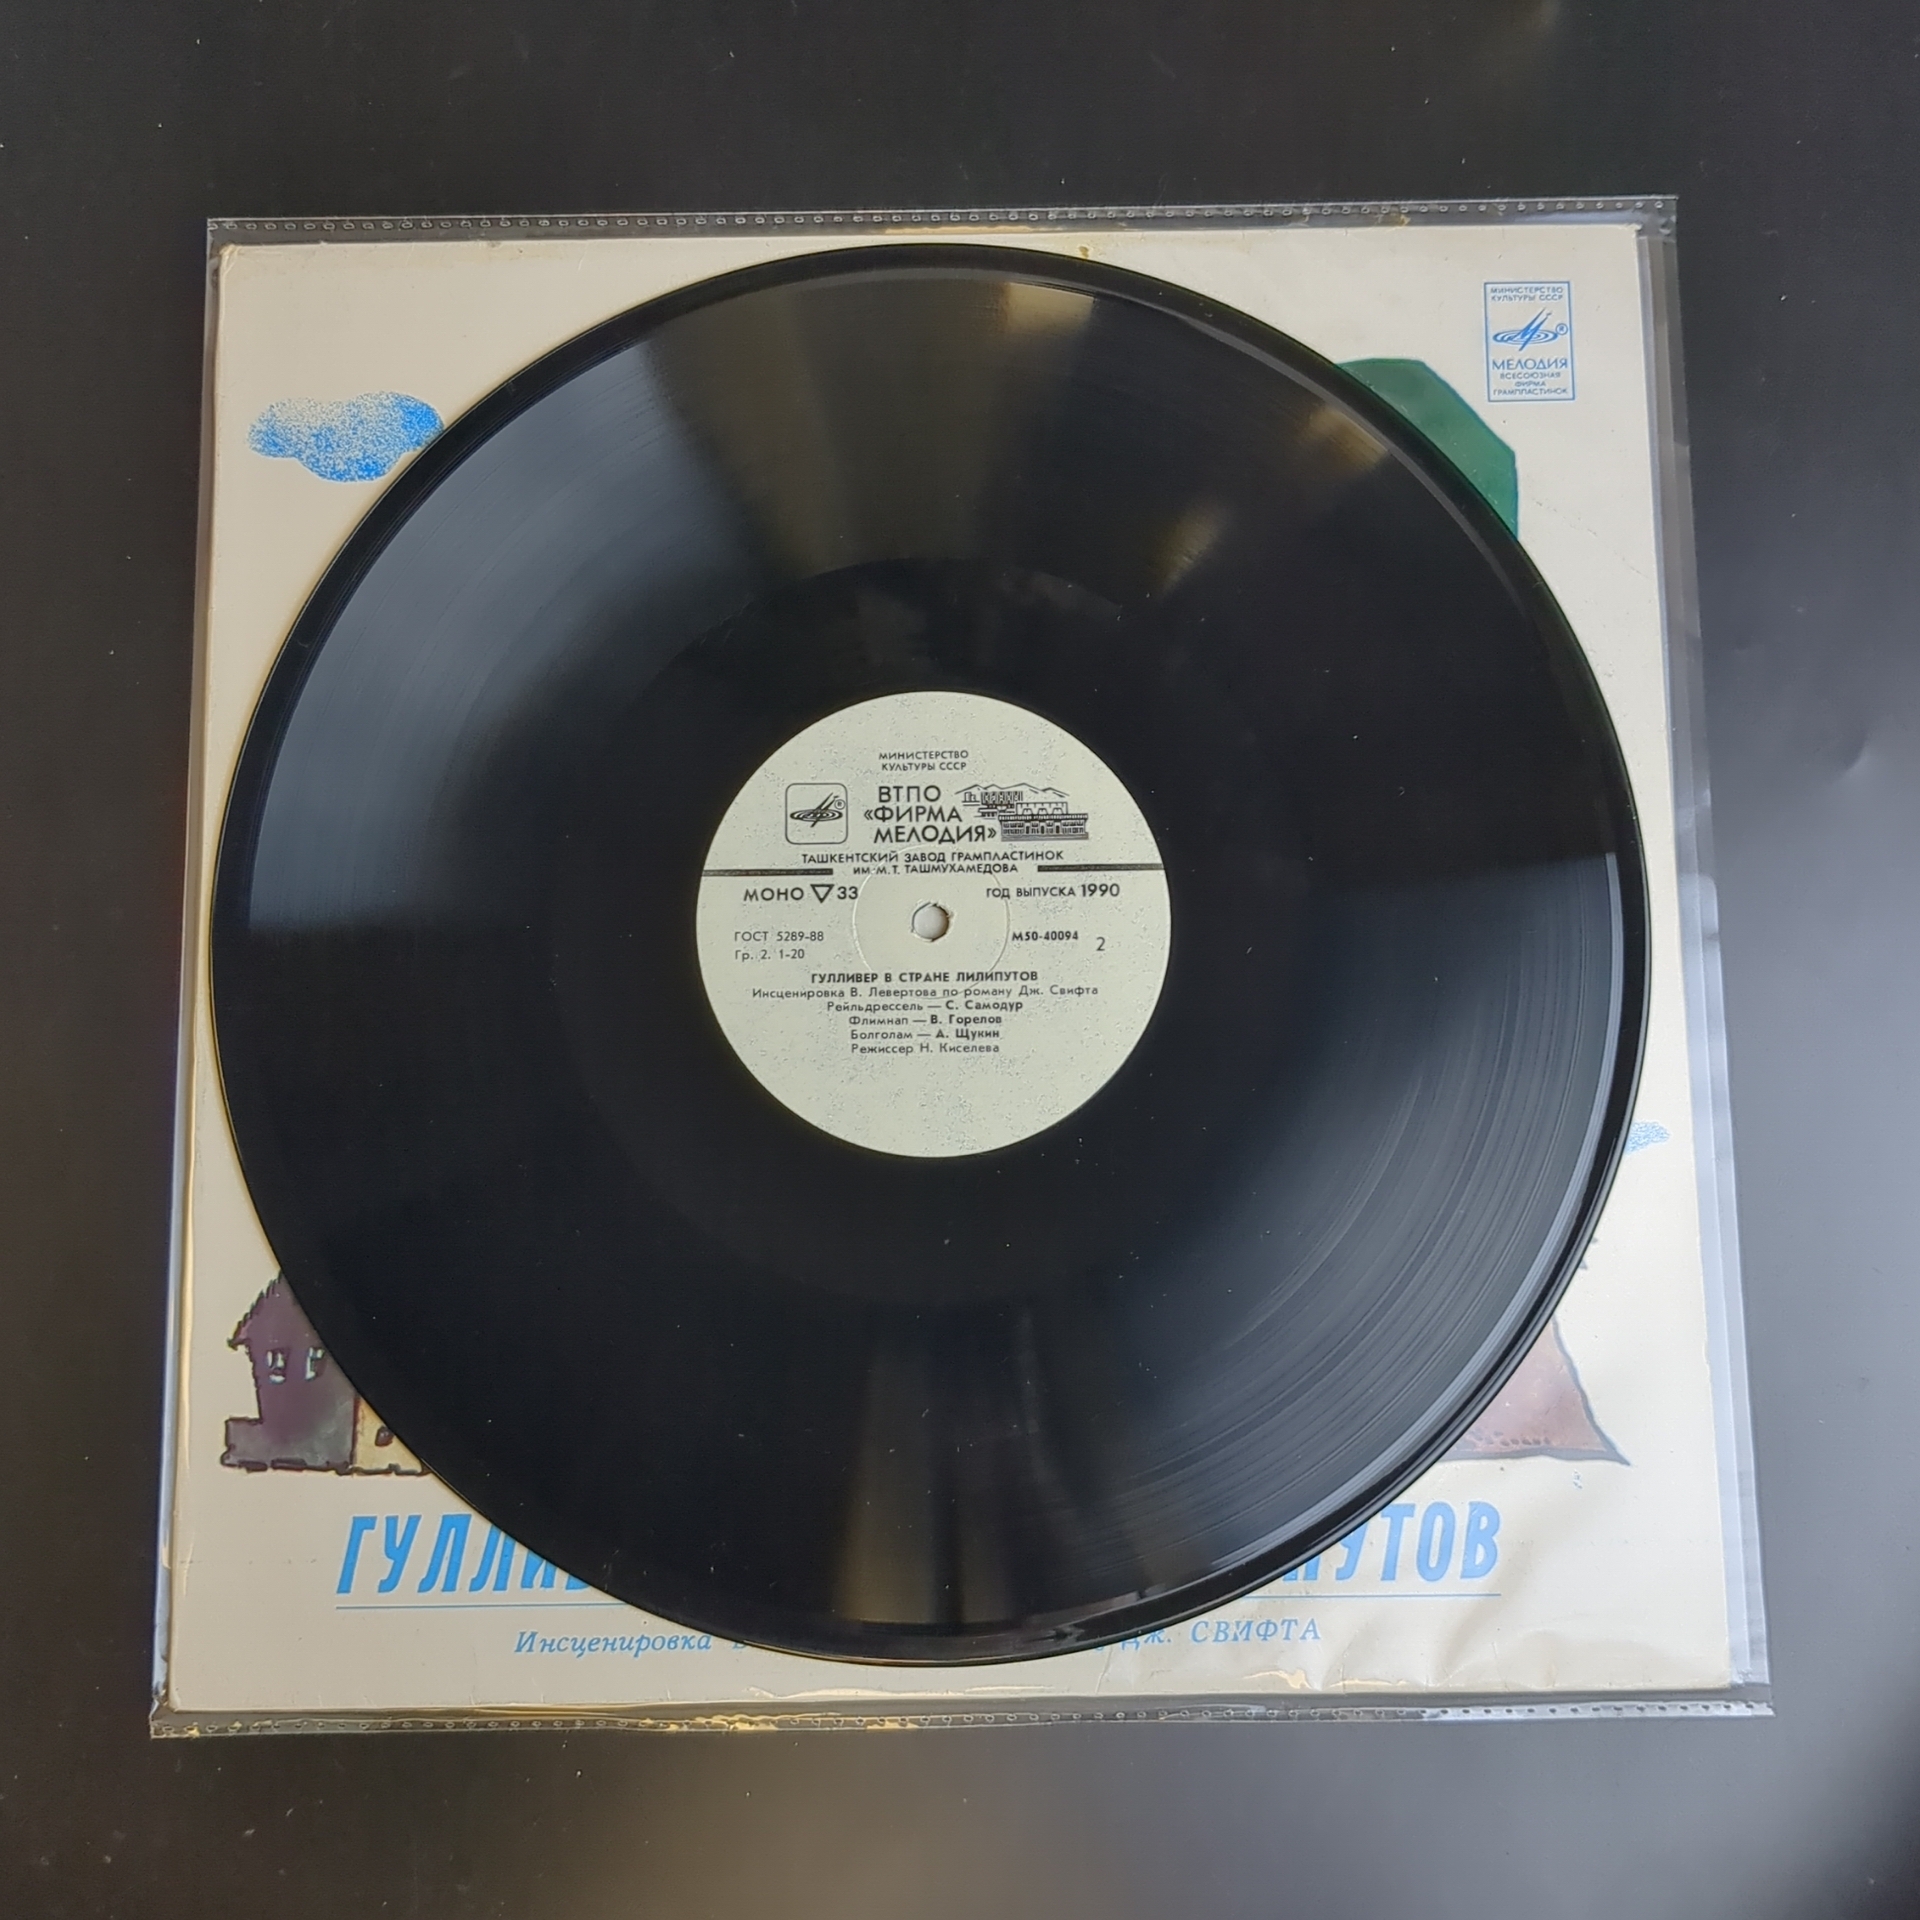 МИНИСТЕРСТВО
КУЛЬТУРЫ СССР
МЕЛОДИЯ
ВСЕСОЮЗНАЯ
ФИРМА
ГРАМПЛАСТИНОК
МИНИСТЕРСТВО
КУЛЬТУРЫ СССР
ВТПО
«ФИРМА
МЕЛОДИЯ»
ТАШКЕНТСКИЙ ЗАВОД ГРАМПЛАСТИНОК
ИМ. М.Т. ТАШМУХАМЕДОВА
МОНО 33 ГОД ВЫПУСКА 1990
ГОСТ 5289-88 М50-40094
Гр. 2. 1-20 2
ГУЛЛИВЕР В СТРАНЕ ЛИЛИПУТОВ
Инсценировка В. Левертова по роману Дж. Свифта
Рейльдрессель — С. Самодур
Флимнап — В. Горелов
Болголам — А. Щукин
Режиссер Н. Киселева
ГУЛЛИВ ПУТОВ
Инсценировка Дж. СВИФТА